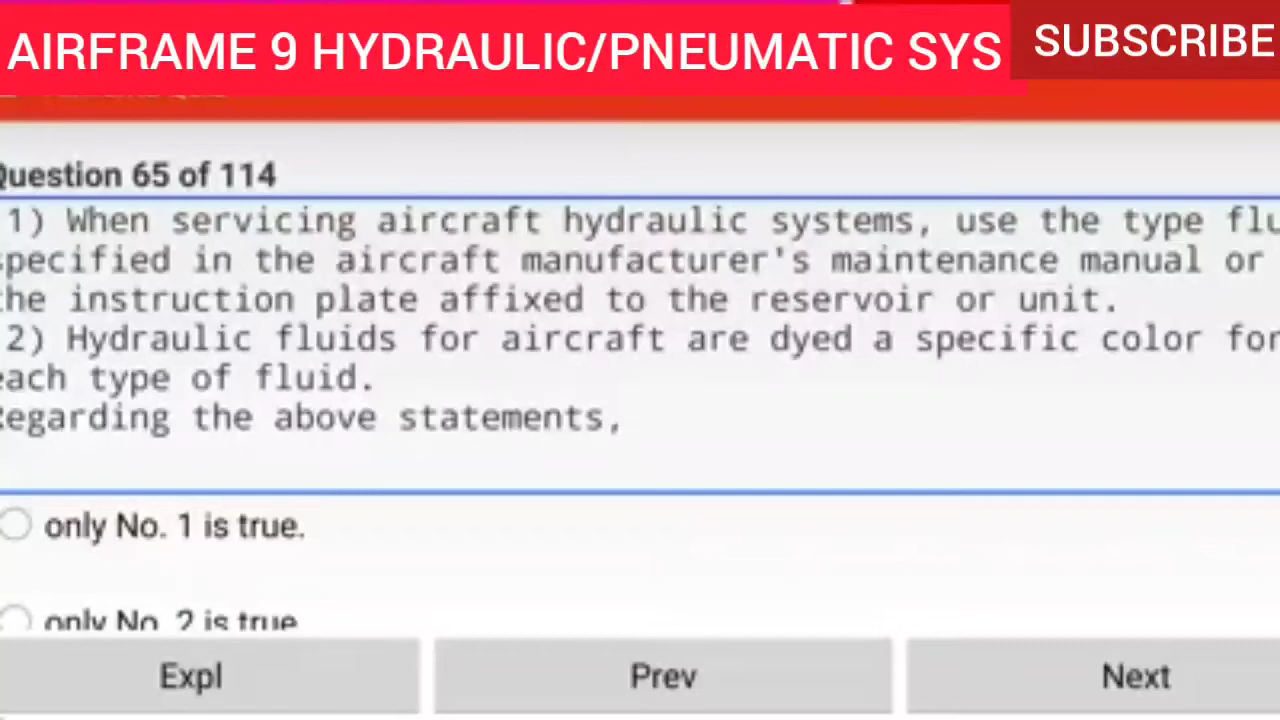 AIRFRAME 9 HYDRAULIC/PNEUMATIC SYS
SUBSCRIBE
Question 65 of 114
1) When servicing aircraft hydraulic systems, use the type flu
specified in the aircraft manufacturer's maintenance manual or
the instruction plate affixed to the reservoir or unit.
2) Hydraulic fluids for aircraft are dyed a specific color for
each type of fluid.
Regarding the above statements,
only No. 1 is true.
only No. 2 is true
Expl
Prev
Next